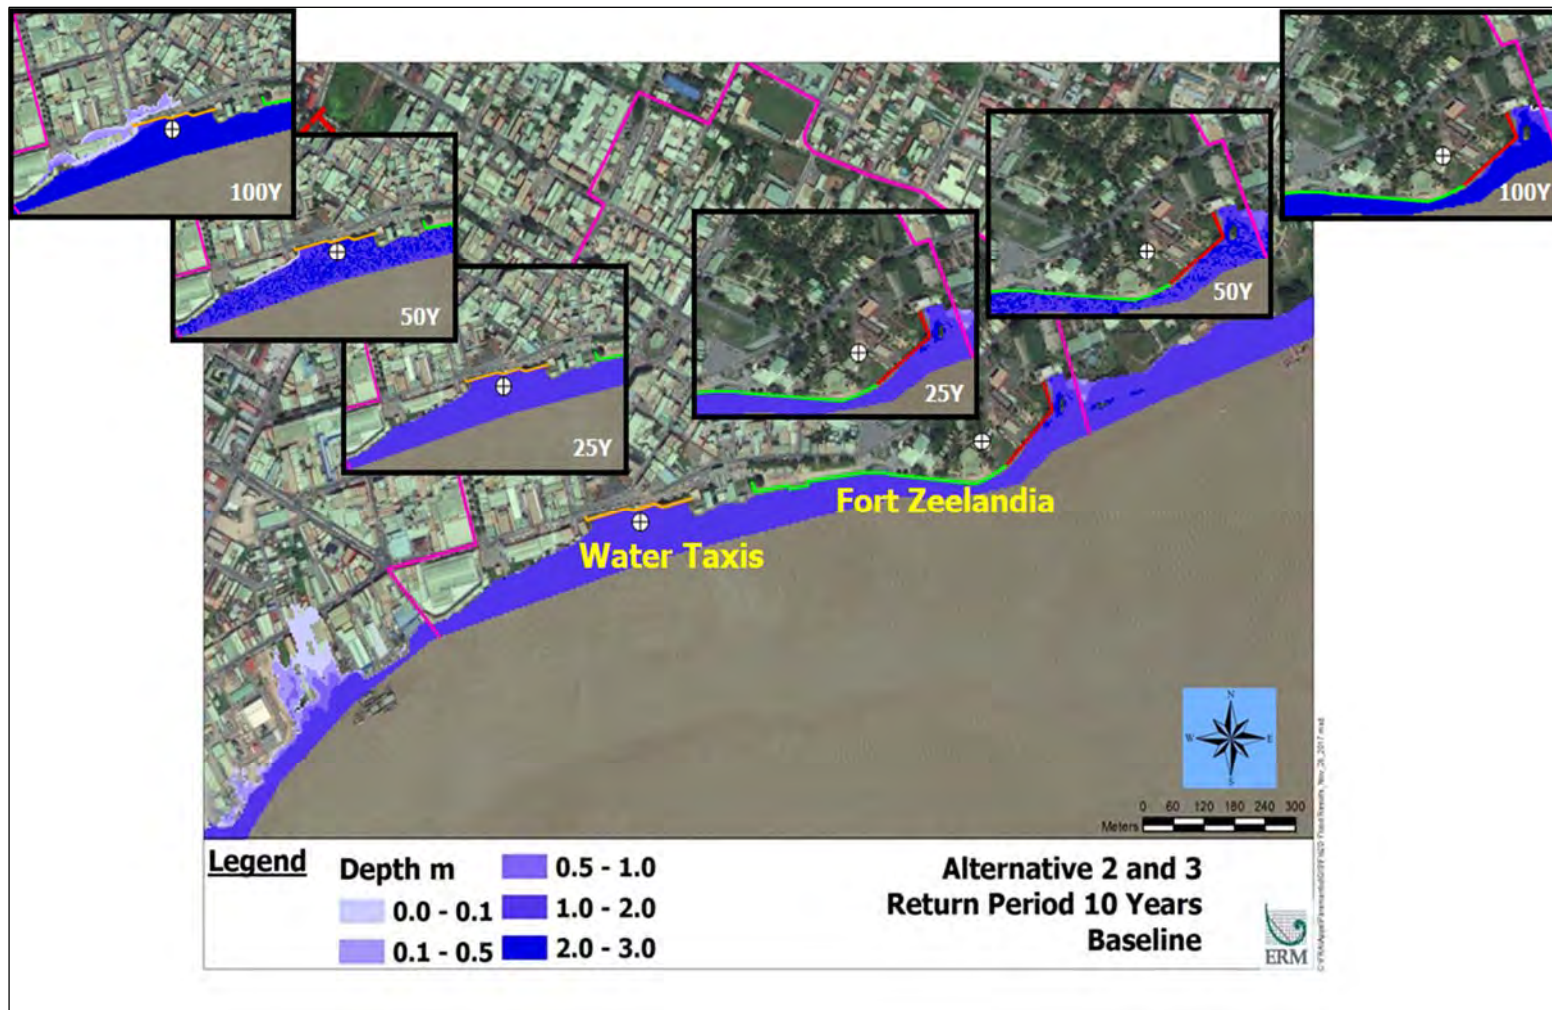 100Y
50Y
25Y
25Y
50Y
100Y
Fort Zeelandia
Water Taxis
N
W
E
S
0 60 120 180 240 300
Meters
Legend
Depth m
0.0 - 0.1
0.1 - 0.5
0.5 - 1.0
1.0 - 2.0
2.0 - 3.0
Alternative 2 and 3
Return Period 10 Years
Baseline
ERM